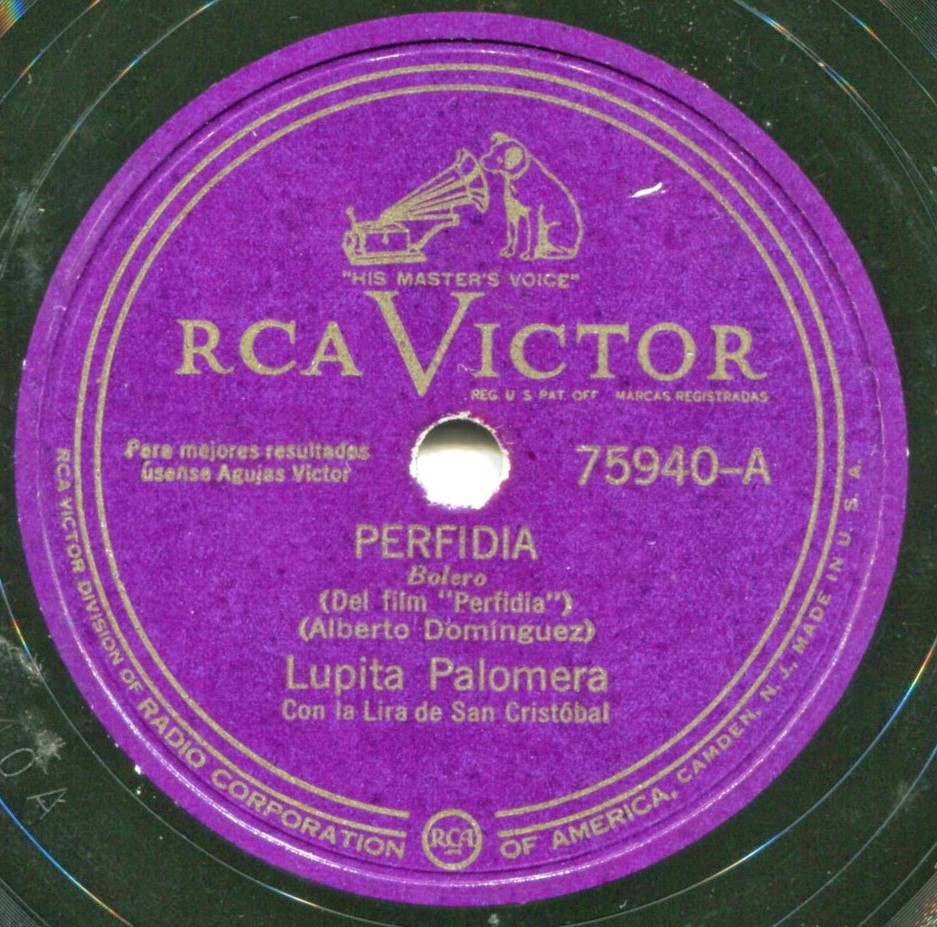 "HIS MASTER'S VOICE"
RCA VICTOR
REG. U. S. PAT. OFF. MARCAS REGISTRADAS
Para mejores resultados
úsense Agujas Victor
75940-A
PERFIDIA
Bolero
(Del film "Perfidia")
(Alberto Domínguez)
Lupita Palomera
Con la Lira de San Cristóbal
RCA VICTOR DIVISION OF RADIO CORPORATION OF AMERICA, CAMDEN, N. J., MADE IN U. S. A.
RCA